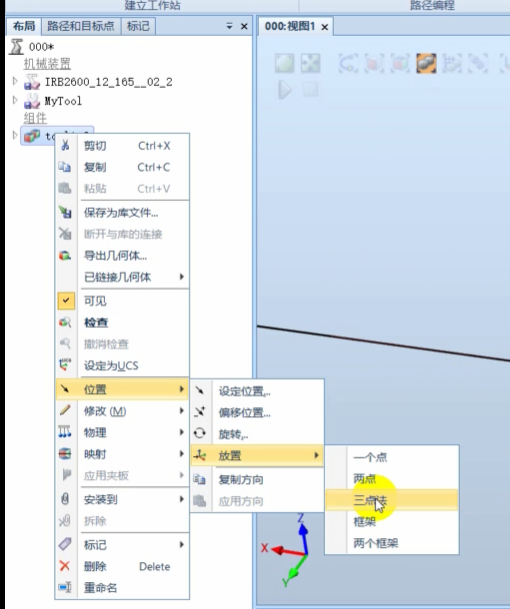 建立工作站
路径编程
布局 路径和目标点 标记
000:视图1
000*
机械装置
IRB2600_12_165__02_2
MyTool
组件
剪切 Ctrl+X
复制 Ctrl+C
粘贴 Ctrl+V
保存为库文件...
断开与库的连接
导出几何体...
已链接几何体
可见
检查
撤消检查
设定为UCS
位置
修改 (M)
物理
映射
应用夹板
安装到
拆除
标记
删除 Delete
重命名
设定位置...
偏移位置...
旋转...
放置
复制方向
应用方向
一个点
两点
三点法
框架
两个框架
Z
X
Y